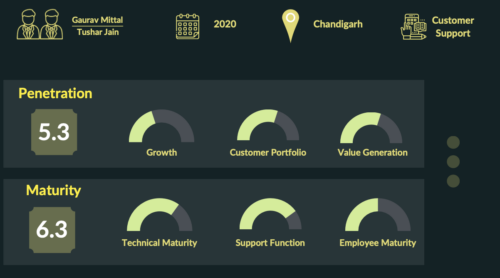 Gaurav Mittal
Tushar Jain
2020
Chandigarh
Customer
Support
Penetration
5.3
Growth
Customer Portfolio
Value Generation
Maturity
6.3
Technical Maturity
Support Function
Employee Maturity